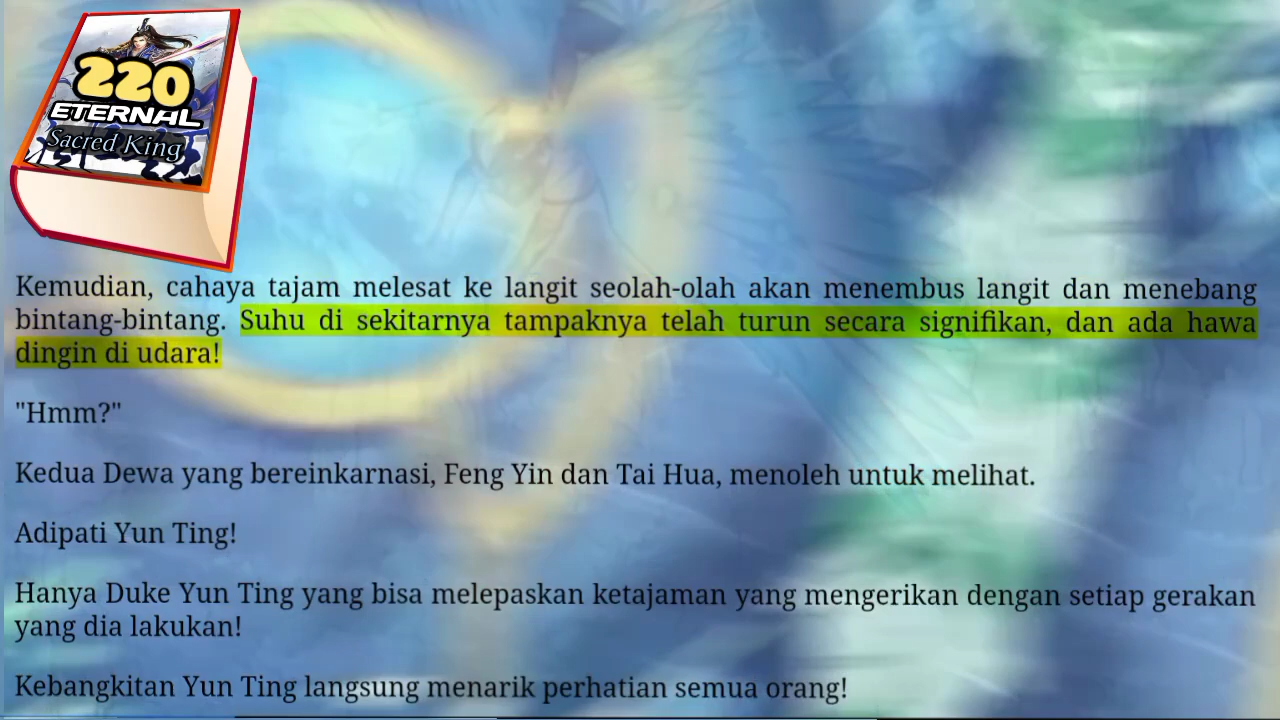 220
ETERNAL
Sacred King
Kemudian, cahaya tajam melesat ke langit seolah-olah akan menembus langit dan menebang
bintang-bintang. Suhu di sekitarnya tampaknya telah turun secara signifikan, dan ada hawa
dingin di udara!
"Hmm?"
Kedua Dewa yang bereinkarnasi, Feng Yin dan Tai Hua, menoleh untuk melihat.
Adipati Yun Ting!
Hanya Duke Yun Ting yang bisa melepaskan ketajaman yang mengerikan dengan setiap gerakan
yang dia lakukan!
Kebangkitan Yun Ting langsung menarik perhatian semua orang!